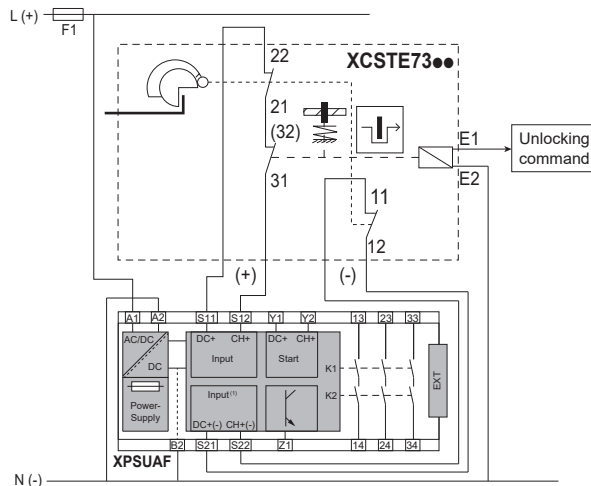 L (+)
F1
22
XCSTE73●●
21
(32)
31
E1
E2
Unlocking
command
11
12
(+)
(-)
A1 A2 S11 S12 Y1 Y2 13 23 33
AC/DC
DC
DC+ CH+
Input
DC+ CH+
Start
K1
K2
EXT
Power-
Supply
Input(1)
DC+(-) CH+(-)
B2 S21 S22 Z1 14 24 34
XPSUAF
N (-)